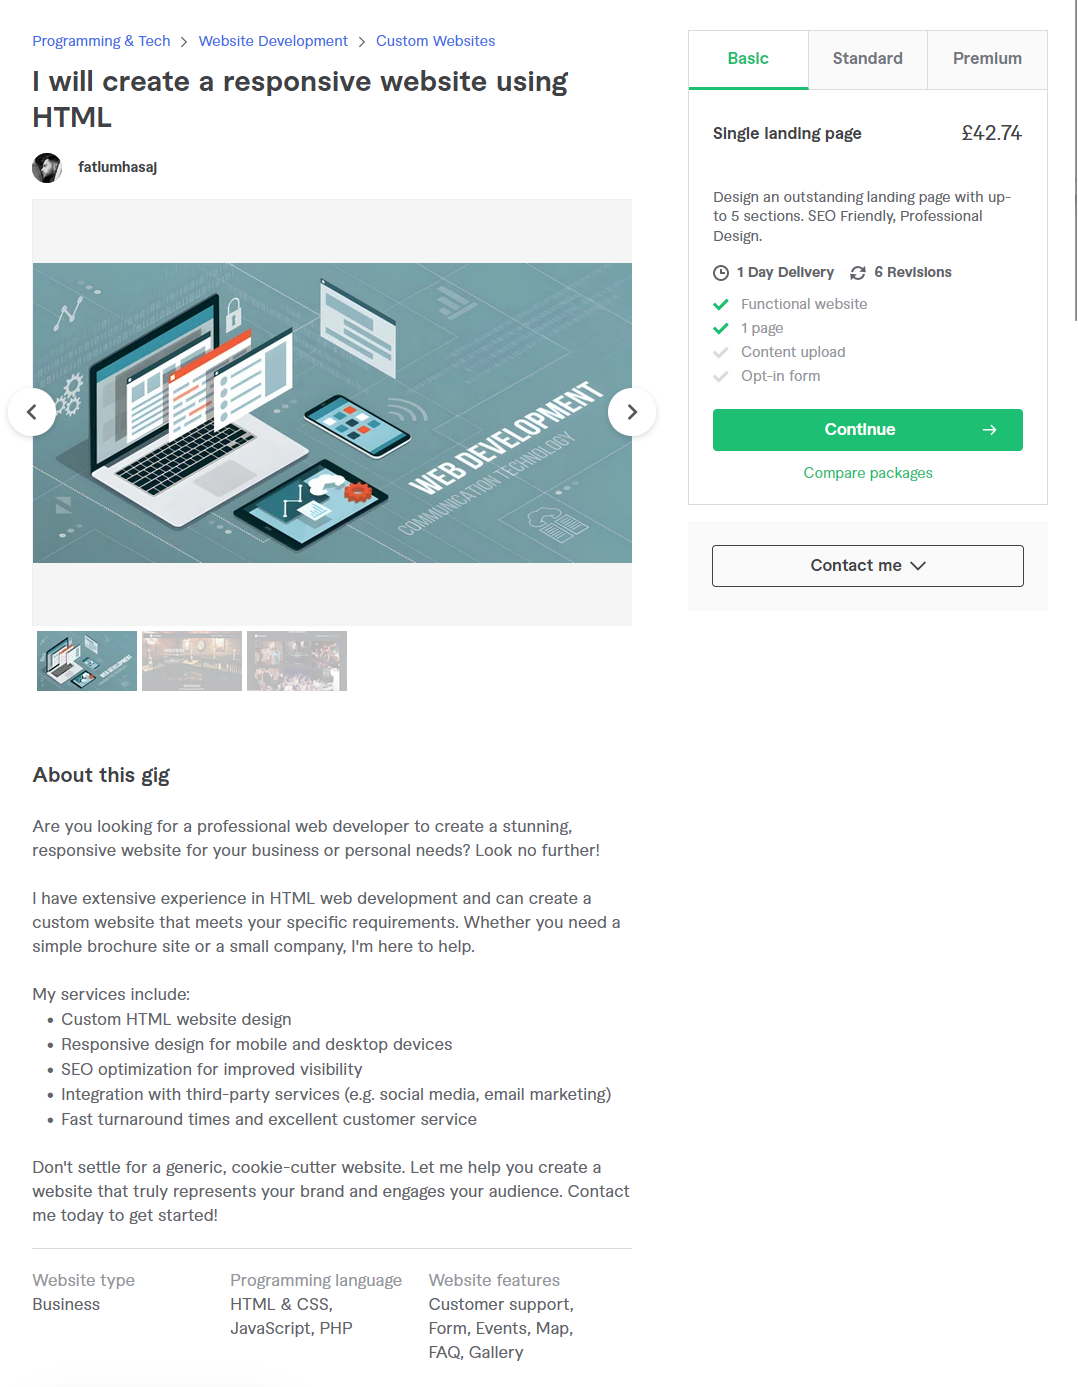 Programming & Tech > Website Development > Custom Websites
I will create a responsive website using
HTML
fatlumhasaj
WEB DEVELOPMENT
COMMUNICATION TECHNOLOGY
About this gig
Are you looking for a professional web developer to create a stunning,
responsive website for your business or personal needs? Look no further!
I have extensive experience in HTML web development and can create a
custom website that meets your specific requirements. Whether you need a
simple brochure site or a small company, I'm here to help.
My services include:
• Custom HTML website design
• Responsive design for mobile and desktop devices
• SEO optimization for improved visibility
• Integration with third-party services (e.g. social media, email marketing)
• Fast turnaround times and excellent customer service
Don't settle for a generic, cookie-cutter website. Let me help you create a
website that truly represents your brand and engages your audience. Contact
me today to get started!
Website type
Business
Programming language
HTML & CSS,
JavaScript, PHP
Website features
Customer support,
Form, Events, Map,
FAQ, Gallery
Basic Standard Premium
Single landing page £42.74
Design an outstanding landing page with up-
to 5 sections. SEO Friendly, Professional
Design.
1 Day Delivery 6 Revisions
Functional website
1 page
Content upload
Opt-in form
Continue
Compare packages
Contact me